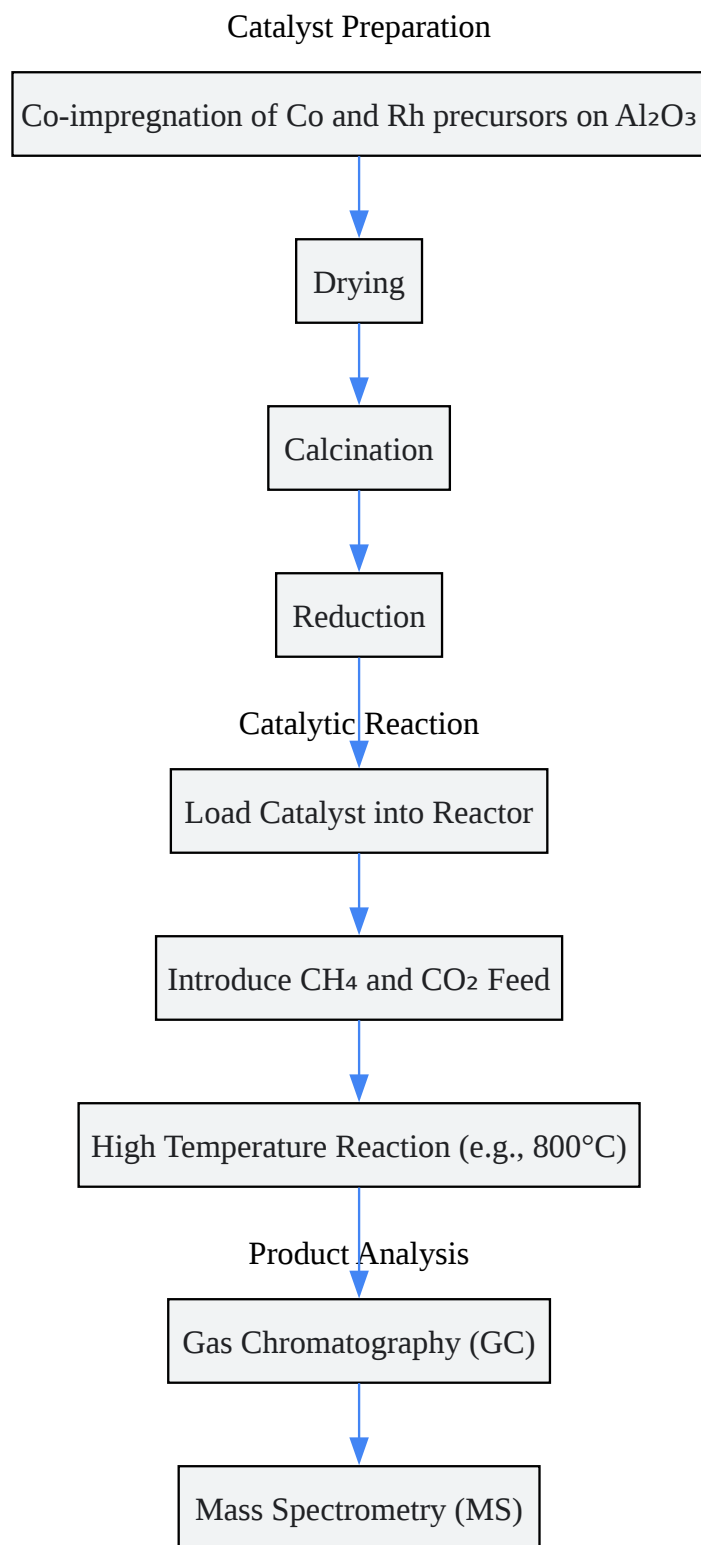 Catalyst Preparation
Co-impregnation of Co and Rh precursors on Al₂O₃
Drying
Calcination
Reduction
Catalytic Reaction
Load Catalyst into Reactor
Introduce CH₄ and CO₂ Feed
High Temperature Reaction (e.g., 800°C)
Product Analysis
Gas Chromatography (GC)
Mass Spectrometry (MS)